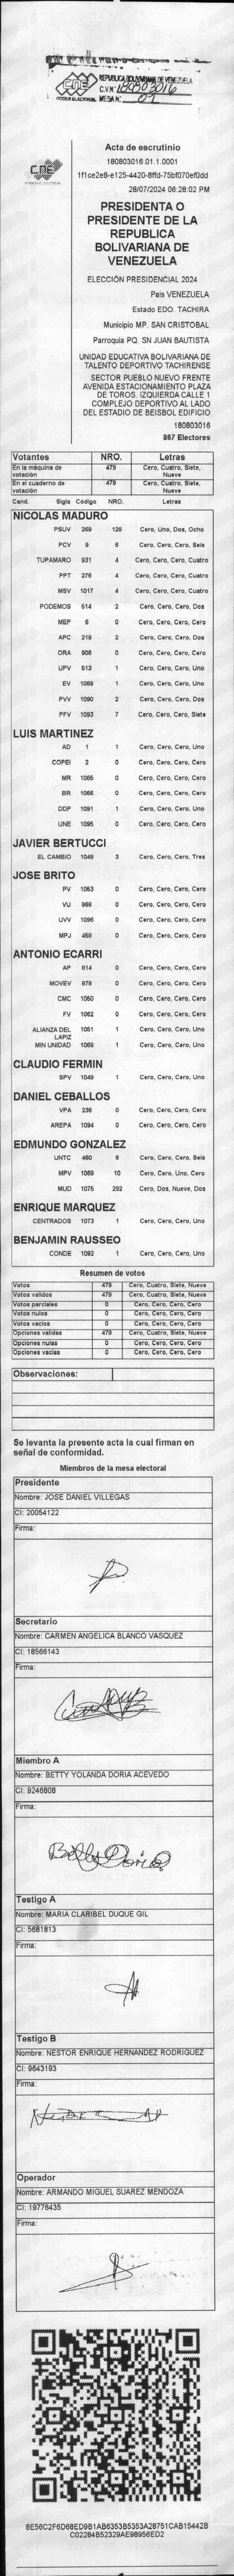 REPUBLICA BOLIVARIANA DE VENEZUELA
C.V.N° 180803016
PODER ELECTORAL MESA N: 01
CNE
Acta de escrutinio
180803016.01.1.0001
1f1ce2e8-e125-4420-8ffd-75bf070ef0dd
28/07/2024 06:28:02 PM
PRESIDENTA O
PRESIDENTE DE LA
REPUBLICA
BOLIVARIANA DE
VENEZUELA
ELECCIÓN PRESIDENCIAL 2024
Pais VENEZUELA
Estado EDO. TACHIRA
Municipio MP. SAN CRISTOBAL
Parroquia PQ. SN JUAN BAUTISTA
UNIDAD EDUCATIVA BOLIVARIANA DE
TALENTO DEPORTIVO TACHIRENSE
SECTOR PUEBLO NUEVO FRENTE
AVENIDA ESTACIONAMIENTO PLAZA
DE TOROS. IZQUIERDA CALLE 1
COMPLEJO DEPORTIVO AL LADO
DEL ESTADIO DE BEISBOL EDIFICIO
180803016
867 Electores
Votantes NRO. Letras
En la máquina de votación 479 Cero, Cuatro, Siete, Nueve
En el cuaderno de votación 479 Cero, Cuatro, Siete, Nueve
Cand. Sigla Código NRO. Letras
NICOLAS MADURO
PSUV 269 128 Cero, Uno, Dos, Ocho
PCV 9 6 Cero, Cero, Cero, Seis
TUPAMARO 931 4 Cero, Cero, Cero, Cuatro
PPT 276 4 Cero, Cero, Cero, Cuatro
MSV 1017 4 Cero, Cero, Cero, Cuatro
PODEMOS 514 2 Cero, Cero, Cero, Dos
MEP 6 0 Cero, Cero, Cero, Cero
APC 219 2 Cero, Cero, Cero, Dos
ORA 906 0 Cero, Cero, Cero, Cero
UPV 513 1 Cero, Cero, Cero, Uno
EV 1089 1 Cero, Cero, Cero, Uno
PVV 1090 2 Cero, Cero, Cero, Dos
PFV 1093 7 Cero, Cero, Cero, Siete
LUIS MARTINEZ
AD 1 1 Cero, Cero, Cero, Uno
COPEI 2 0 Cero, Cero, Cero, Cero
MR 1065 0 Cero, Cero, Cero, Cero
BR 1066 0 Cero, Cero, Cero, Cero
DDP 1091 1 Cero, Cero, Cero, Uno
UNE 1095 0 Cero, Cero, Cero, Cero
JAVIER BERTUCCI
EL CAMBIO 1048 3 Cero, Cero, Cero, Tres
JOSE BRITO
PV 1053 0 Cero, Cero, Cero, Cero
VU 868 0 Cero, Cero, Cero, Cero
UVV 1096 0 Cero, Cero, Cero, Cero
MPJ 459 0 Cero, Cero, Cero, Cero
ANTONIO ECARRI
AP 814 0 Cero, Cero, Cero, Cero
MOVEV 878 0 Cero, Cero, Cero, Cero
CMC 1050 0 Cero, Cero, Cero, Cero
FV 1062 0 Cero, Cero, Cero, Cero
ALIANZA DEL LAPIZ 1051 1 Cero, Cero, Cero, Uno
MIN UNIDAD 1068 1 Cero, Cero, Cero, Uno
CLAUDIO FERMIN
SPV 1049 1 Cero, Cero, Cero, Uno
DANIEL CEBALLOS
VPA 236 0 Cero, Cero, Cero, Cero
AREPA 1094 0 Cero, Cero, Cero, Cero
EDMUNDO GONZALEZ
UNTC 460 6 Cero, Cero, Cero, Seis
MPV 1069 10 Cero, Cero, Uno, Cero
MUD 1075 292 Cero, Dos, Nueve, Dos
ENRIQUE MARQUEZ
CENTRADOS 1073 1 Cero, Cero, Cero, Uno
BENJAMIN RAUSSEO
CONDE 1092 1 Cero, Cero, Cero, Uno
Resumen de votos
Votos 479 Cero, Cuatro, Siete, Nueve
Votos validos 479 Cero, Cuatro, Siete, Nueve
Votos parciales 0 Cero, Cero, Cero, Cero
Votos nulos 0 Cero, Cero, Cero, Cero
Votos vacios 0 Cero, Cero, Cero, Cero
Opciones validas 479 Cero, Cuatro, Siete, Nueve
Opciones nulas 0 Cero, Cero, Cero, Cero
Opciones vacias 0 Cero, Cero, Cero, Cero
Observaciones:
Se levanta la presente acta la cual firman en
señal de conformidad.
Miembros de la mesa electoral
Presidente
Nombre: JOSE DANIEL VILLEGAS
CI: 20054122
Firma:
Secretario
Nombre: CARMEN ANGELICA BLANCO VASQUEZ
CI: 18566143
Firma:
Miembro A
Nombre: BETTY YOLANDA DORIA ACEVEDO
CI: 9246808
Firma:
Betty Doria
Testigo A
Nombre: MARIA CLARIBEL DUQUE GIL
CI: 5681813
Firma:
Testigo B
Nombre: NESTOR ENRIQUE HERNANDEZ RODRIGUEZ
CI: 9643193
Firma:
Operador
Nombre: ARMANDO MIGUEL SUAREZ MENDOZA
CI: 19776435
Firma:
8E56C2F6D68ED9B1AB6353B5353A28751CAB15442B
C02284B52329AE98956ED2